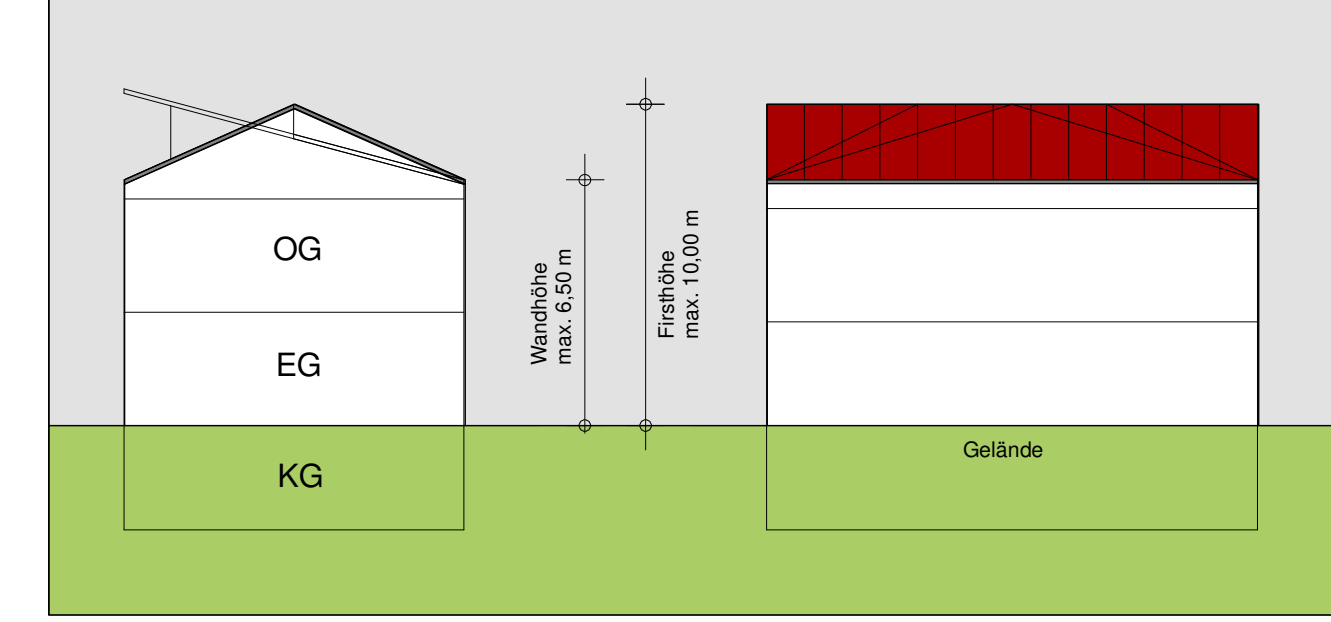 OG
EG
KG
Wandhöhe
max. 6,50 m
Firsthöhe
max. 10,00 m
Gelände